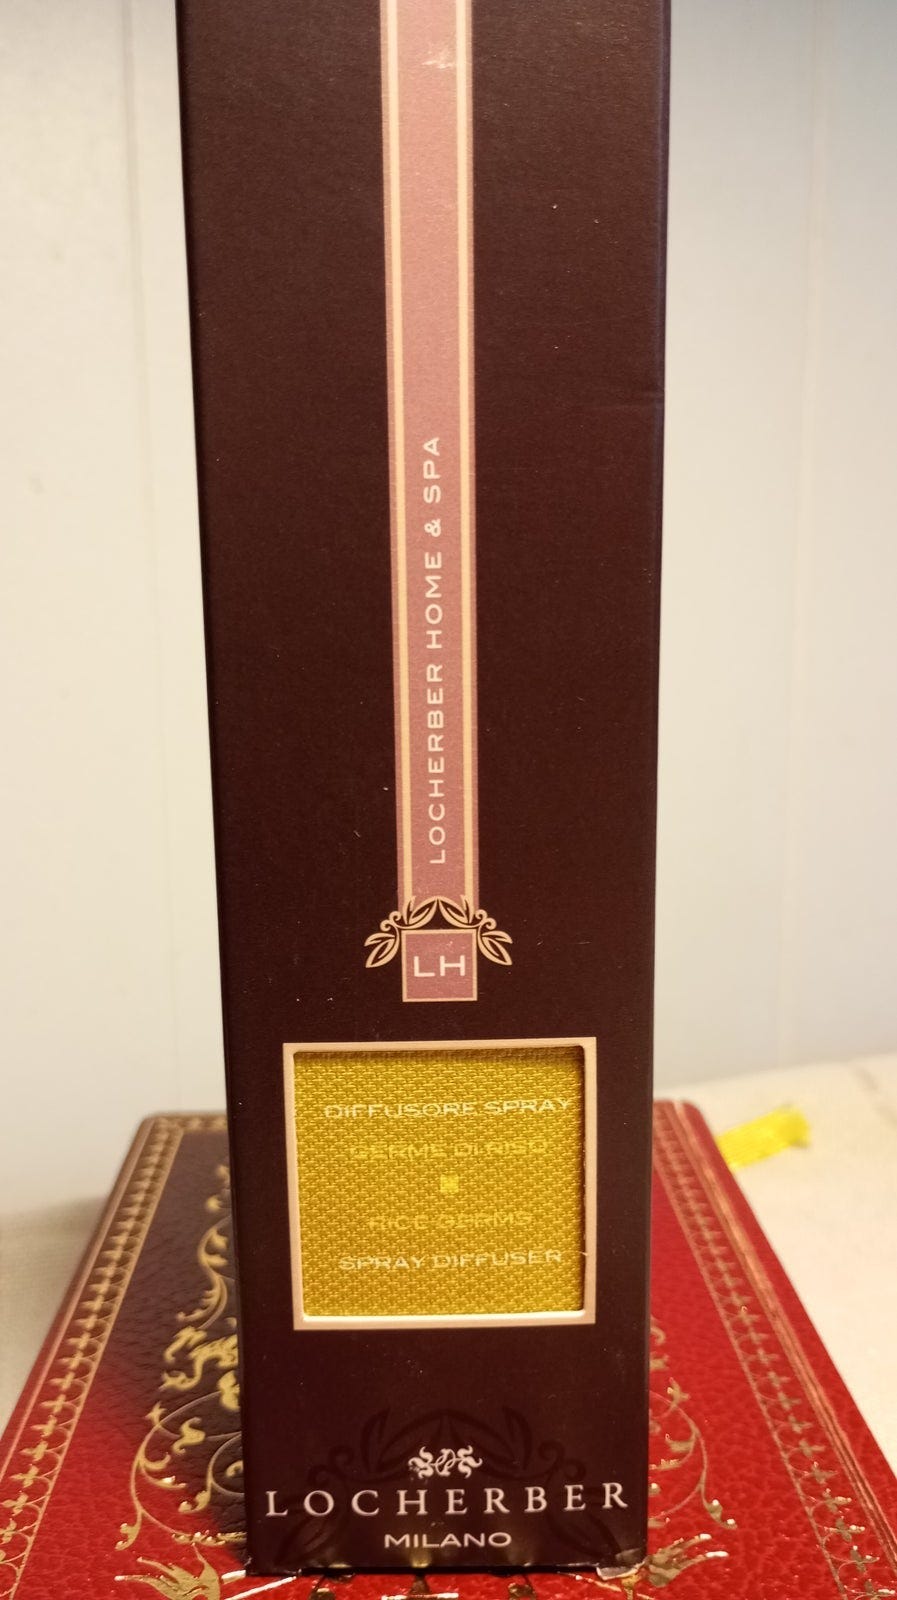 LOCHERBER HOME & SPA
LH
DIFFUSORE SPRAY
GERME DI RISO
RICE GERMS
SPRAY DIFFUSER
LOCHERBER
MILANO